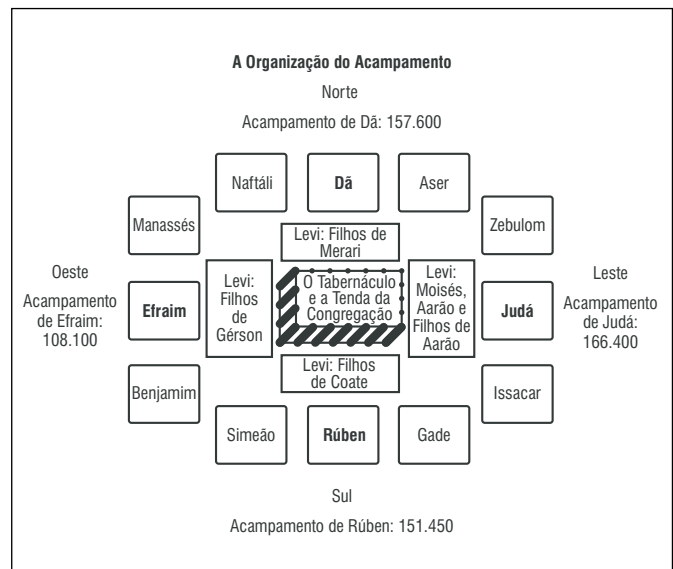 A Organização do Acampamento
Norte
Acampamento de Dã: 157.600
Naftáli
Dã
Aser
Manassés
Zebulom
Levi: Filhos de
Merari
Oeste
Acampamento
de Efraim:
108.100
Efraim
Levi:
Filhos
de
Gérson
O Tabernáculo
e a Tenda da
Congregação
Levi:
Moisés,
Aarão e
Filhos de
Aarão
Judá
Leste
Acampamento
de Judá:
166.400
Levi: Filhos
de Coate
Benjamim
Issacar
Simeão
Rúben
Gade
Sul
Acampamento de Rúben: 151.450